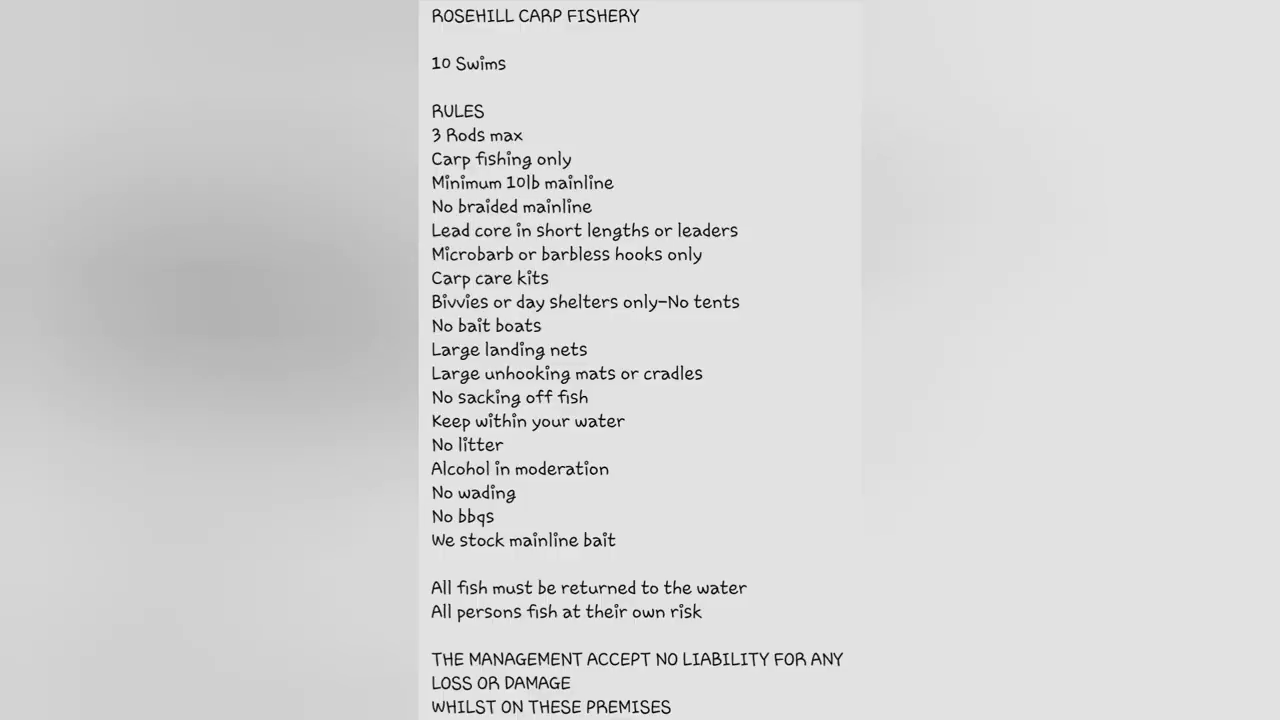 ROSEHILL CARP FISHERY
10 Swims
RULES
3 Rods max
Carp fishing only
Minimum 10lb mainline
No braided mainline
Lead core in short lengths or leaders
Microbarb or barbless hooks only
Carp care kits
Bivvies or day shelters only-No tents
No bait boats
Large landing nets
Large unhooking mats or cradles
No sacking off fish
Keep within your water
No litter
Alcohol in moderation
No wading
No bbqs
We stock mainline bait
All fish must be returned to the water
All persons fish at their own risk
THE MANAGEMENT ACCEPT NO LIABILITY FOR ANY
LOSS OR DAMAGE
WHILST ON THESE PREMISES